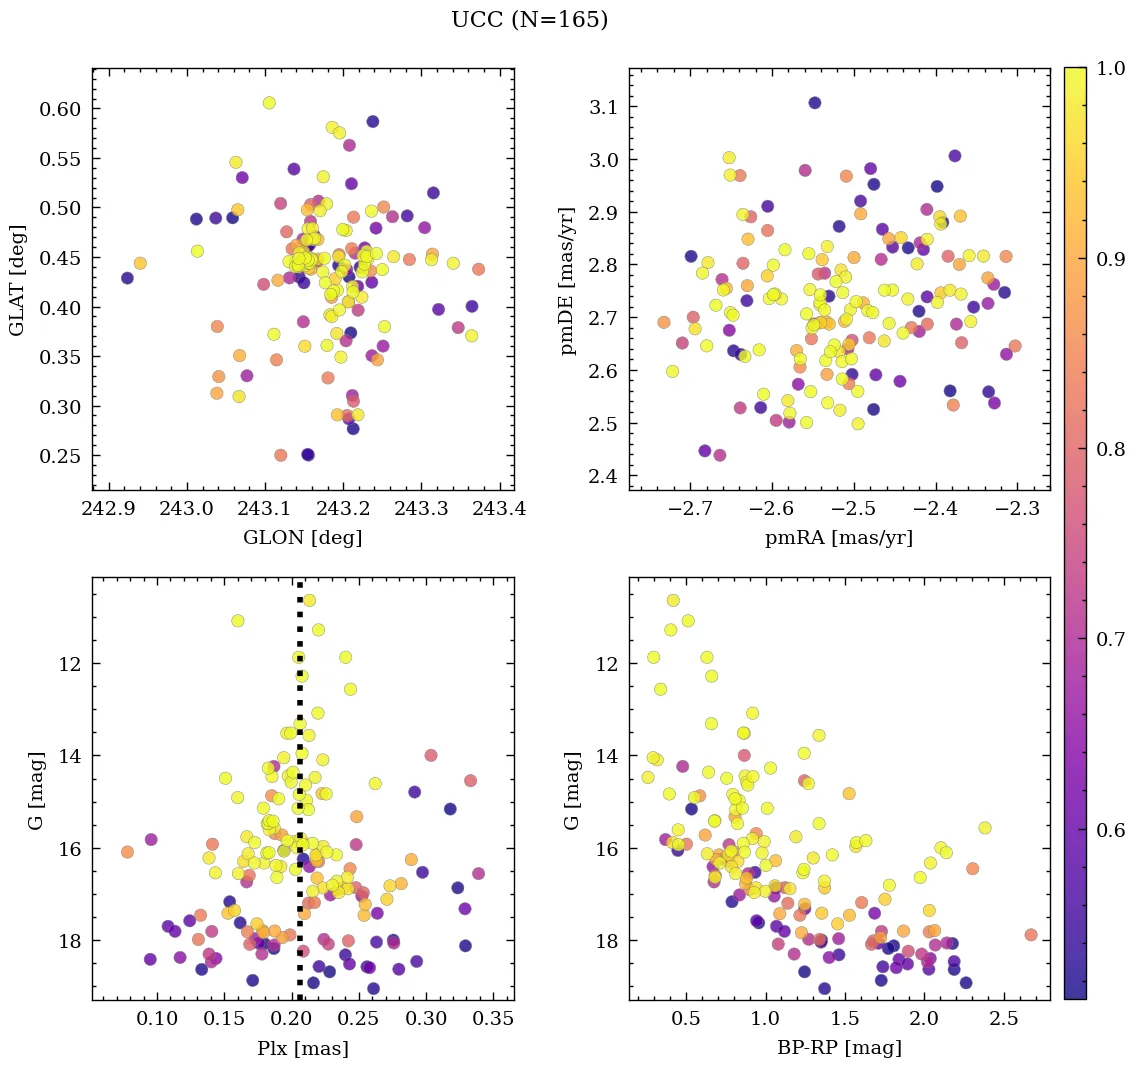 UCC (N=165)
0.60
0.55
0.50
0.45
0.40
0.35
0.30
0.25
GLAT [deg]
242.9 243.0 243.1 243.2 243.3 243.4
GLON [deg]
3.1
3.0
2.9
2.8
2.7
2.6
2.5
2.4
pmDE [mas/yr]
−2.7 −2.6 −2.5 −2.4 −2.3
pmRA [mas/yr]
12
14
16
18
G [mag]
0.10 0.15 0.20 0.25 0.30 0.35
Plx [mas]
12
14
16
18
G [mag]
0.5 1.0 1.5 2.0 2.5
BP-RP [mag]
1.0
0.9
0.8
0.7
0.6